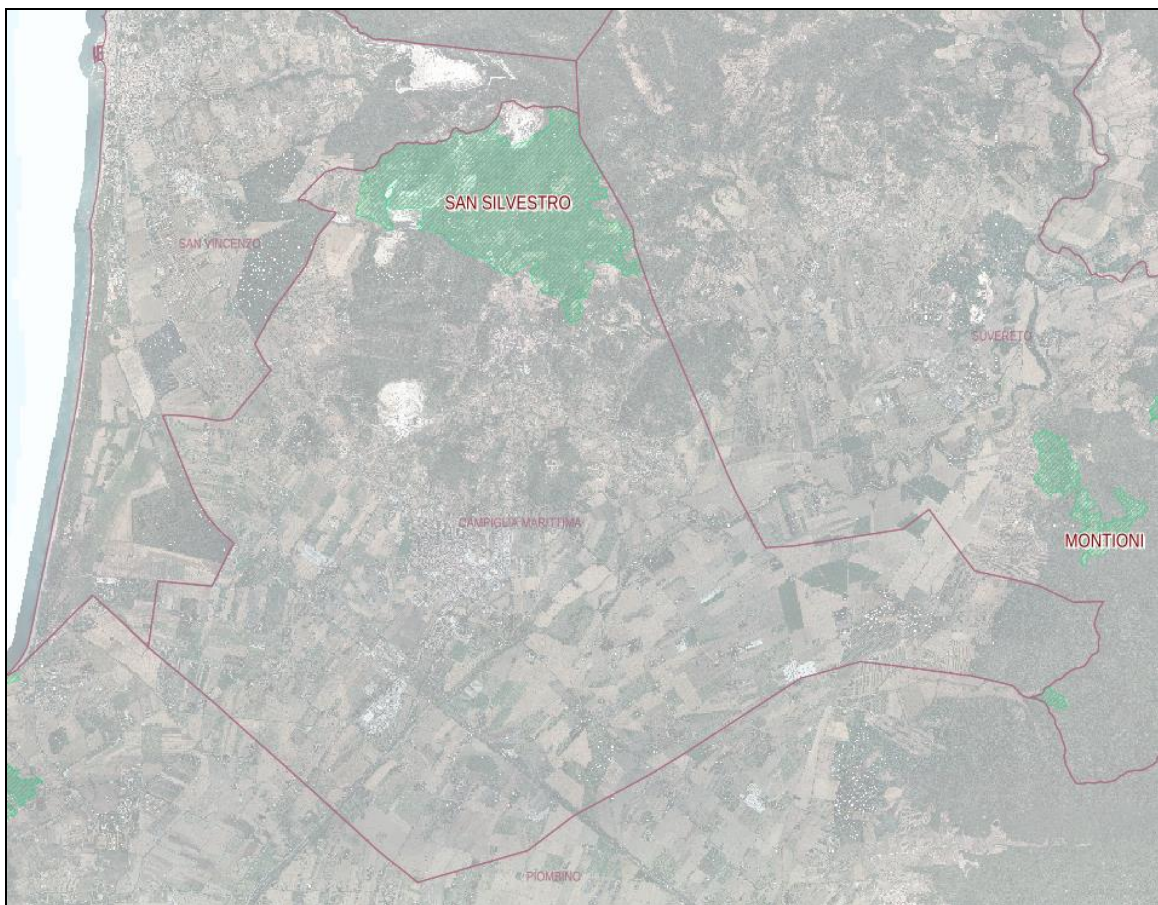 SAN SILVESTRO
SAN VINCENZO
SUVERETO
CAMPIGLIA MARITTIMA
MONTIONI
PIOMBINO